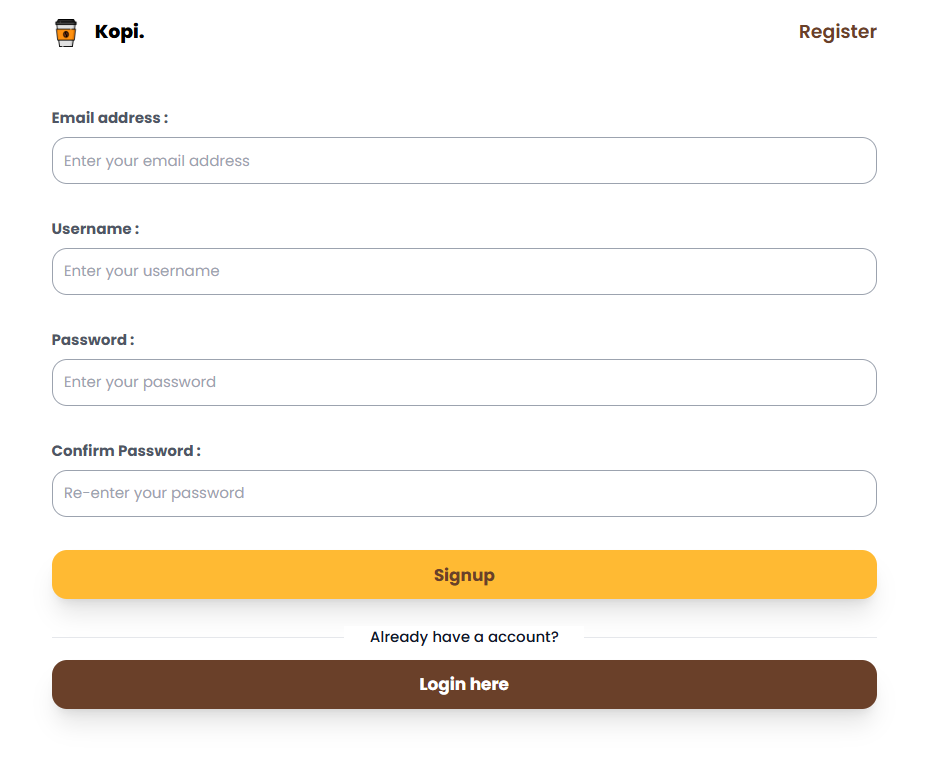 Kopi.
Register
Email address :
Enter your email address
Username :
Enter your username
Password :
Enter your password
Confirm Password :
Re-enter your password
Signup
Already have a account?
Login here